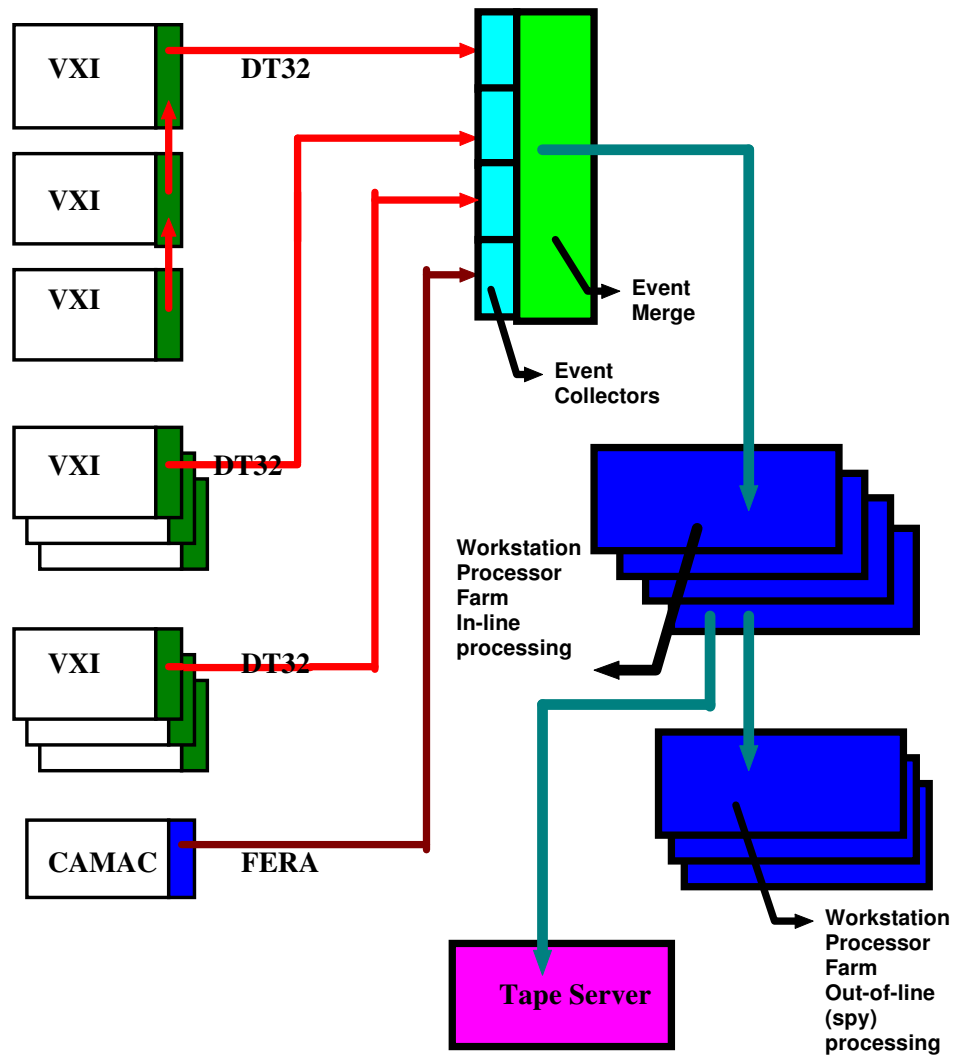 VXI
DT32
VXI
VXI
Event
Merge
Event
Collectors
VXI
DT32
Workstation
Processor
Farm
In-line
processing
VXI
DT32
CAMAC
FERA
Workstation
Processor
Farm
Out-of-line
(spy)
processing
Tape Server